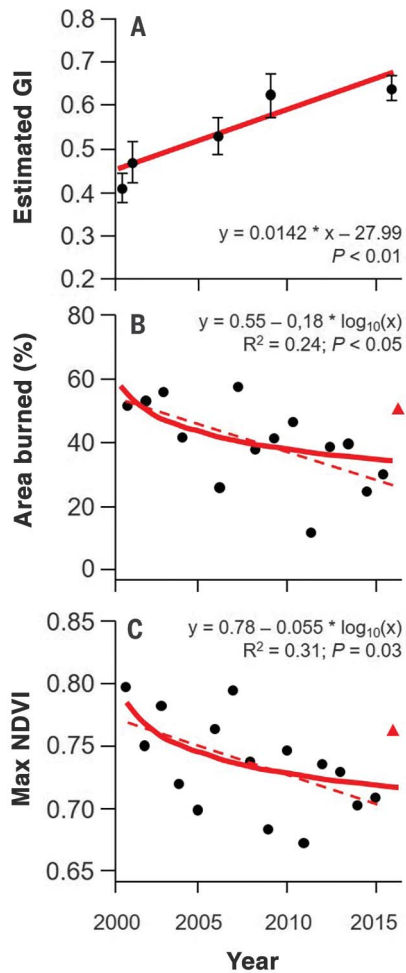 A
0.8
0.7
0.6
0.5
0.4
0.3
0.2
Estimated GI
y = 0.0142 * x – 27.99
P < 0.01
B
80
60
40
20
0
Area burned (%)
y = 0.55 – 0,18 * log10(x)
R2 = 0.24; P < 0.05
C
0.85
0.80
0.75
0.70
0.65
Max NDVI
y = 0.78 – 0.055 * log10(x)
R2 = 0.31; P = 0.03
2000 2005 2010 2015
Year